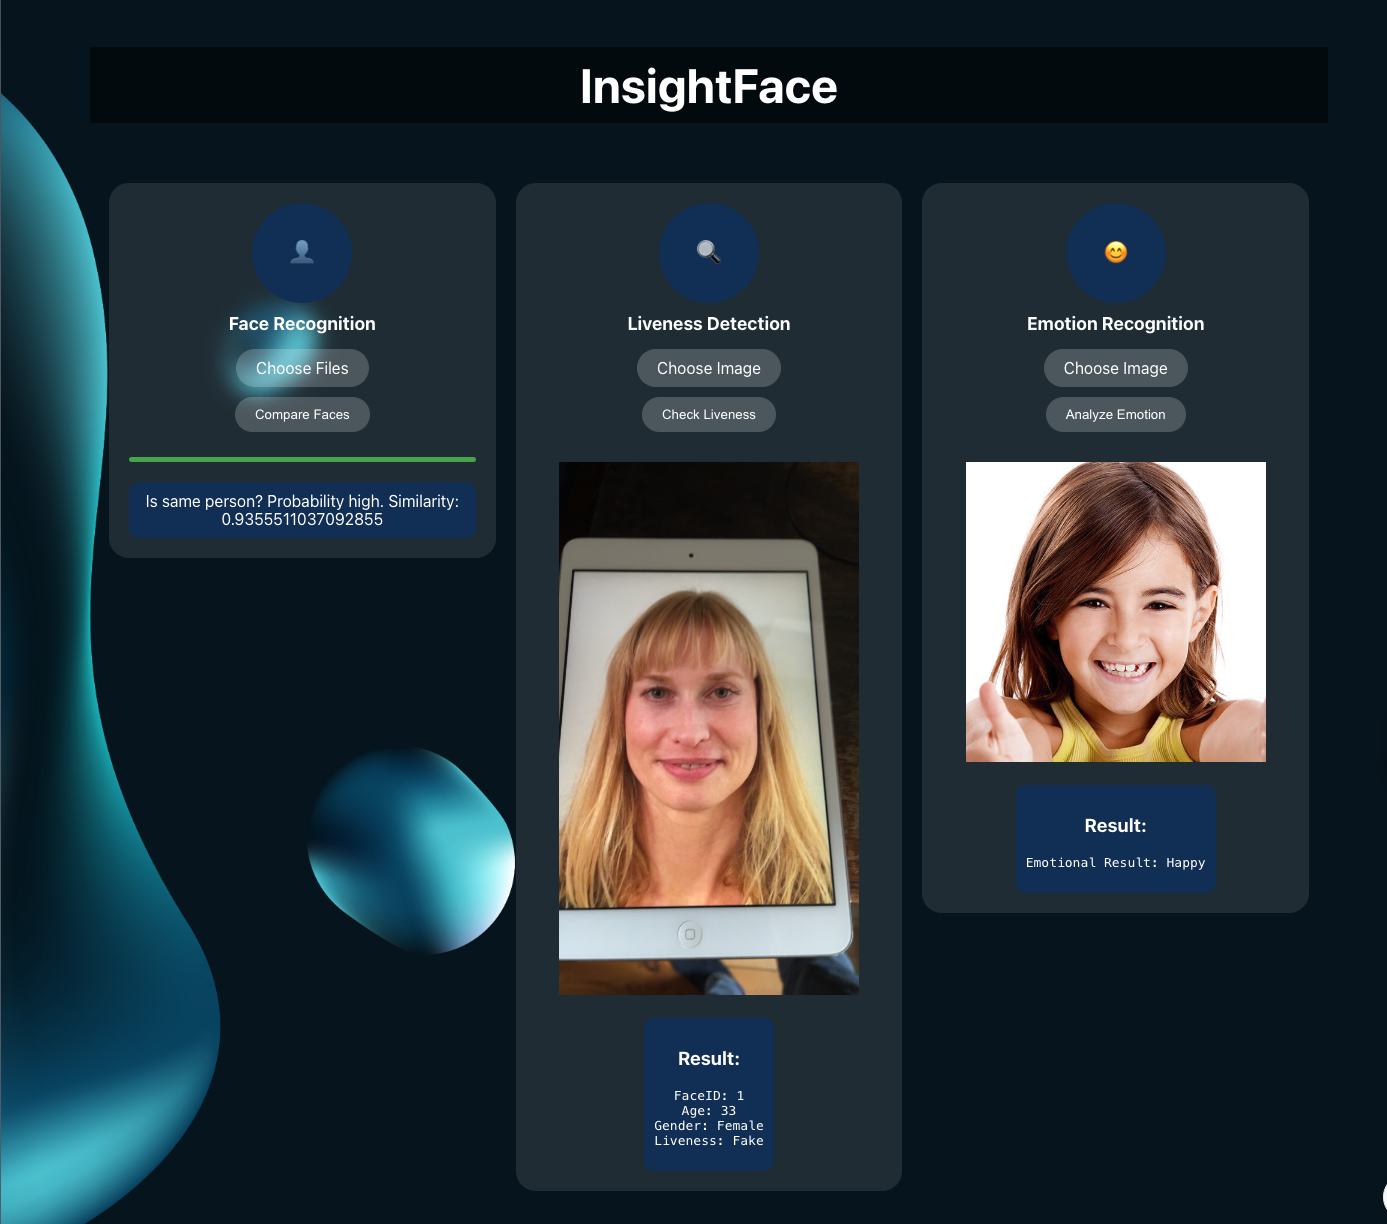 InsightFace
Face Recognition
Choose Files
Compare Faces
Is same person? Probability high. Similarity:
0.9355511037092855
Liveness Detection
Choose Image
Check Liveness
Result:
FaceID: 1
Age: 33
Gender: Female
Liveness: Fake
Emotion Recognition
Choose Image
Analyze Emotion
Result:
Emotional Result: Happy